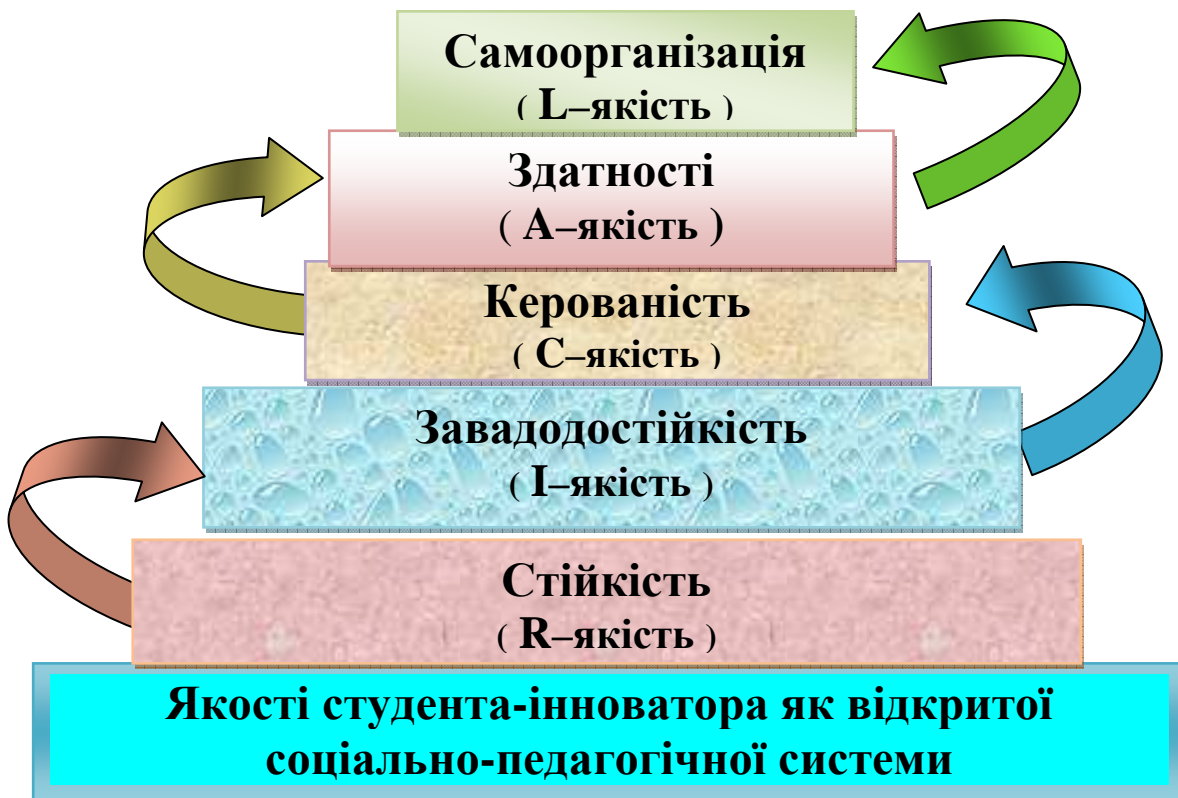 Самоорганізація
( L–якість )
Здатності
( А–якість )
Керованість
( С–якість )
Завадодостійкість
( I–якість )
Стійкість
( R–якість )
Якості студента-інноватора як відкритої
соціально-педагогічної системи